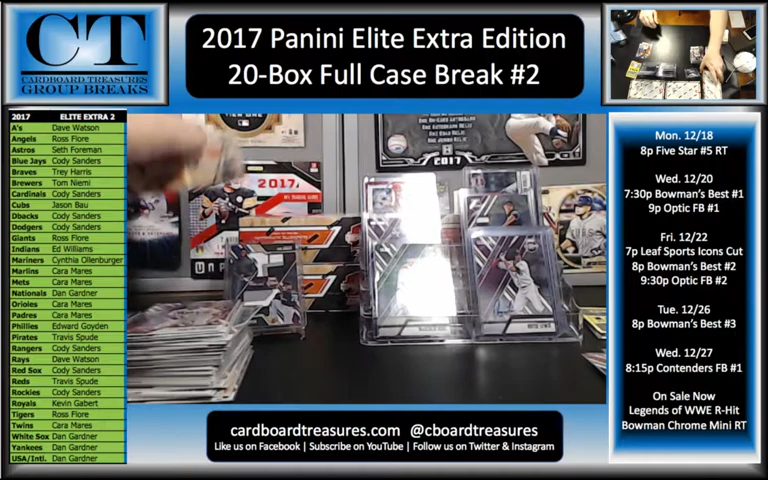 CT
CARDBOARD TREASURES
GROUP BREAKS
2017 Panini Elite Extra Edition
20-Box Full Case Break #2
2017 ELITE EXTRA 2
A's Dave Watson
Angels Ross Flore
Astros Seth Foreman
Blue Jays Cody Sanders
Braves Trey Harris
Brewers Tom Niemi
Cardinals Cody Sanders
Cubs Jason Bau
Dbacks Cody Sanders
Dodgers Cody Sanders
Giants Ross Flore
Indians Ed Williams
Mariners Cynthia Ollenburger
Marlins Cara Mares
Mets Cara Mares
Nationals Dan Gardner
Orioles Cara Mares
Padres Cara Mares
Phillies Edward Goyden
Pirates Travis Spude
Rangers Cody Sanders
Rays Dave Watson
Red Sox Cody Sanders
Reds Travis Spude
Rockies Cody Sanders
Royals Kevin Gabert
Tigers Ross Flore
Twins Cara Mares
White Sox Dan Gardner
Yankees Dan Gardner
USA/Intl. Dan Gardner
2017
2017
Mon. 12/18
8p Five Star #5 RT
Wed. 12/20
7:30p Bowman's Best #1
9p Optic FB #1
Fri. 12/22
7p Leaf Sports Icons Cut
8p Bowman's Best #2
9:30p Optic FB #2
Tue. 12/26
8p Bowman's Best #3
Wed. 12/27
8:15p Contenders FB #1
On Sale Now
Legends of WWE R-Hit
Bowman Chrome Mini RT
cardboardtreasures.com @cboardtreasures
Like us on Facebook | Subscribe on YouTube | Follow us on Twitter & Instagram